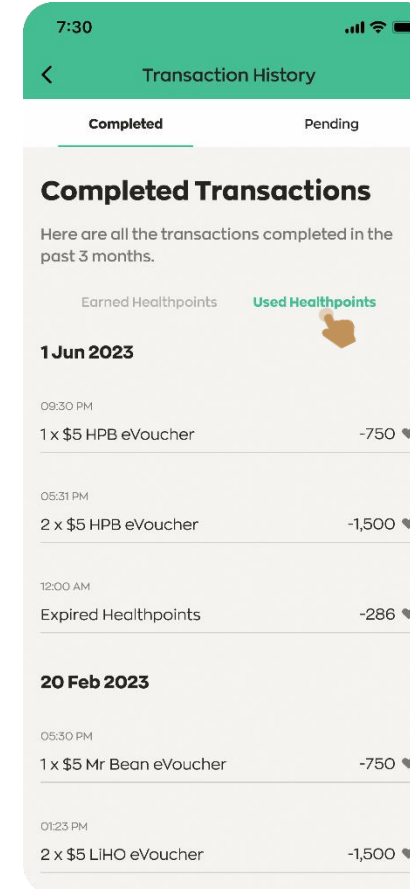 7:30
Transaction History
Completed Pending
Completed Transactions
Here are all the transactions completed in the
past 3 months.
Earned Healthpoints Used Healthpoints
1 Jun 2023
09:30 PM
1 x $5 HPB eVoucher -750
05:31 PM
2 x $5 HPB eVoucher -1,500
12:00 AM
Expired Healthpoints -286
20 Feb 2023
05:30 PM
1 x $5 Mr Bean eVoucher -750
01:23 PM
2 x $5 LiHO eVoucher -1,500